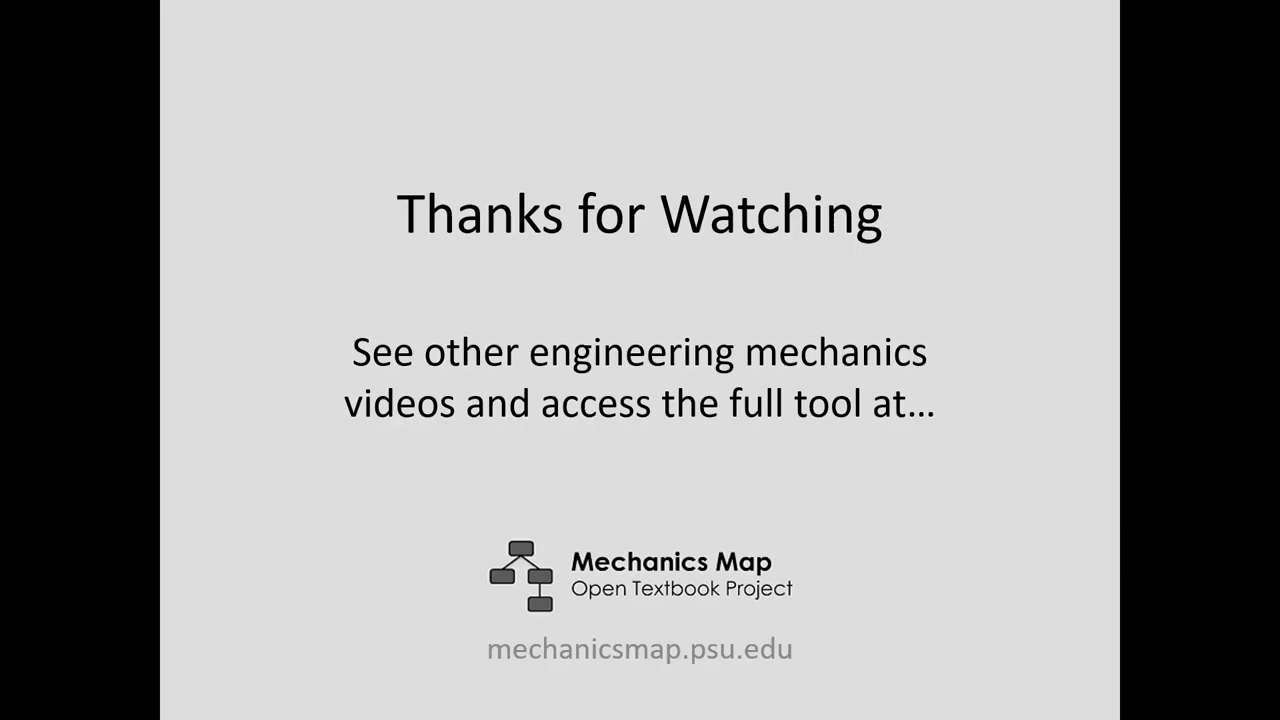 Thanks for Watching
See other engineering mechanics
videos and access the full tool at…
Mechanics Map
Open Textbook Project
mechanicsmap.psu.edu